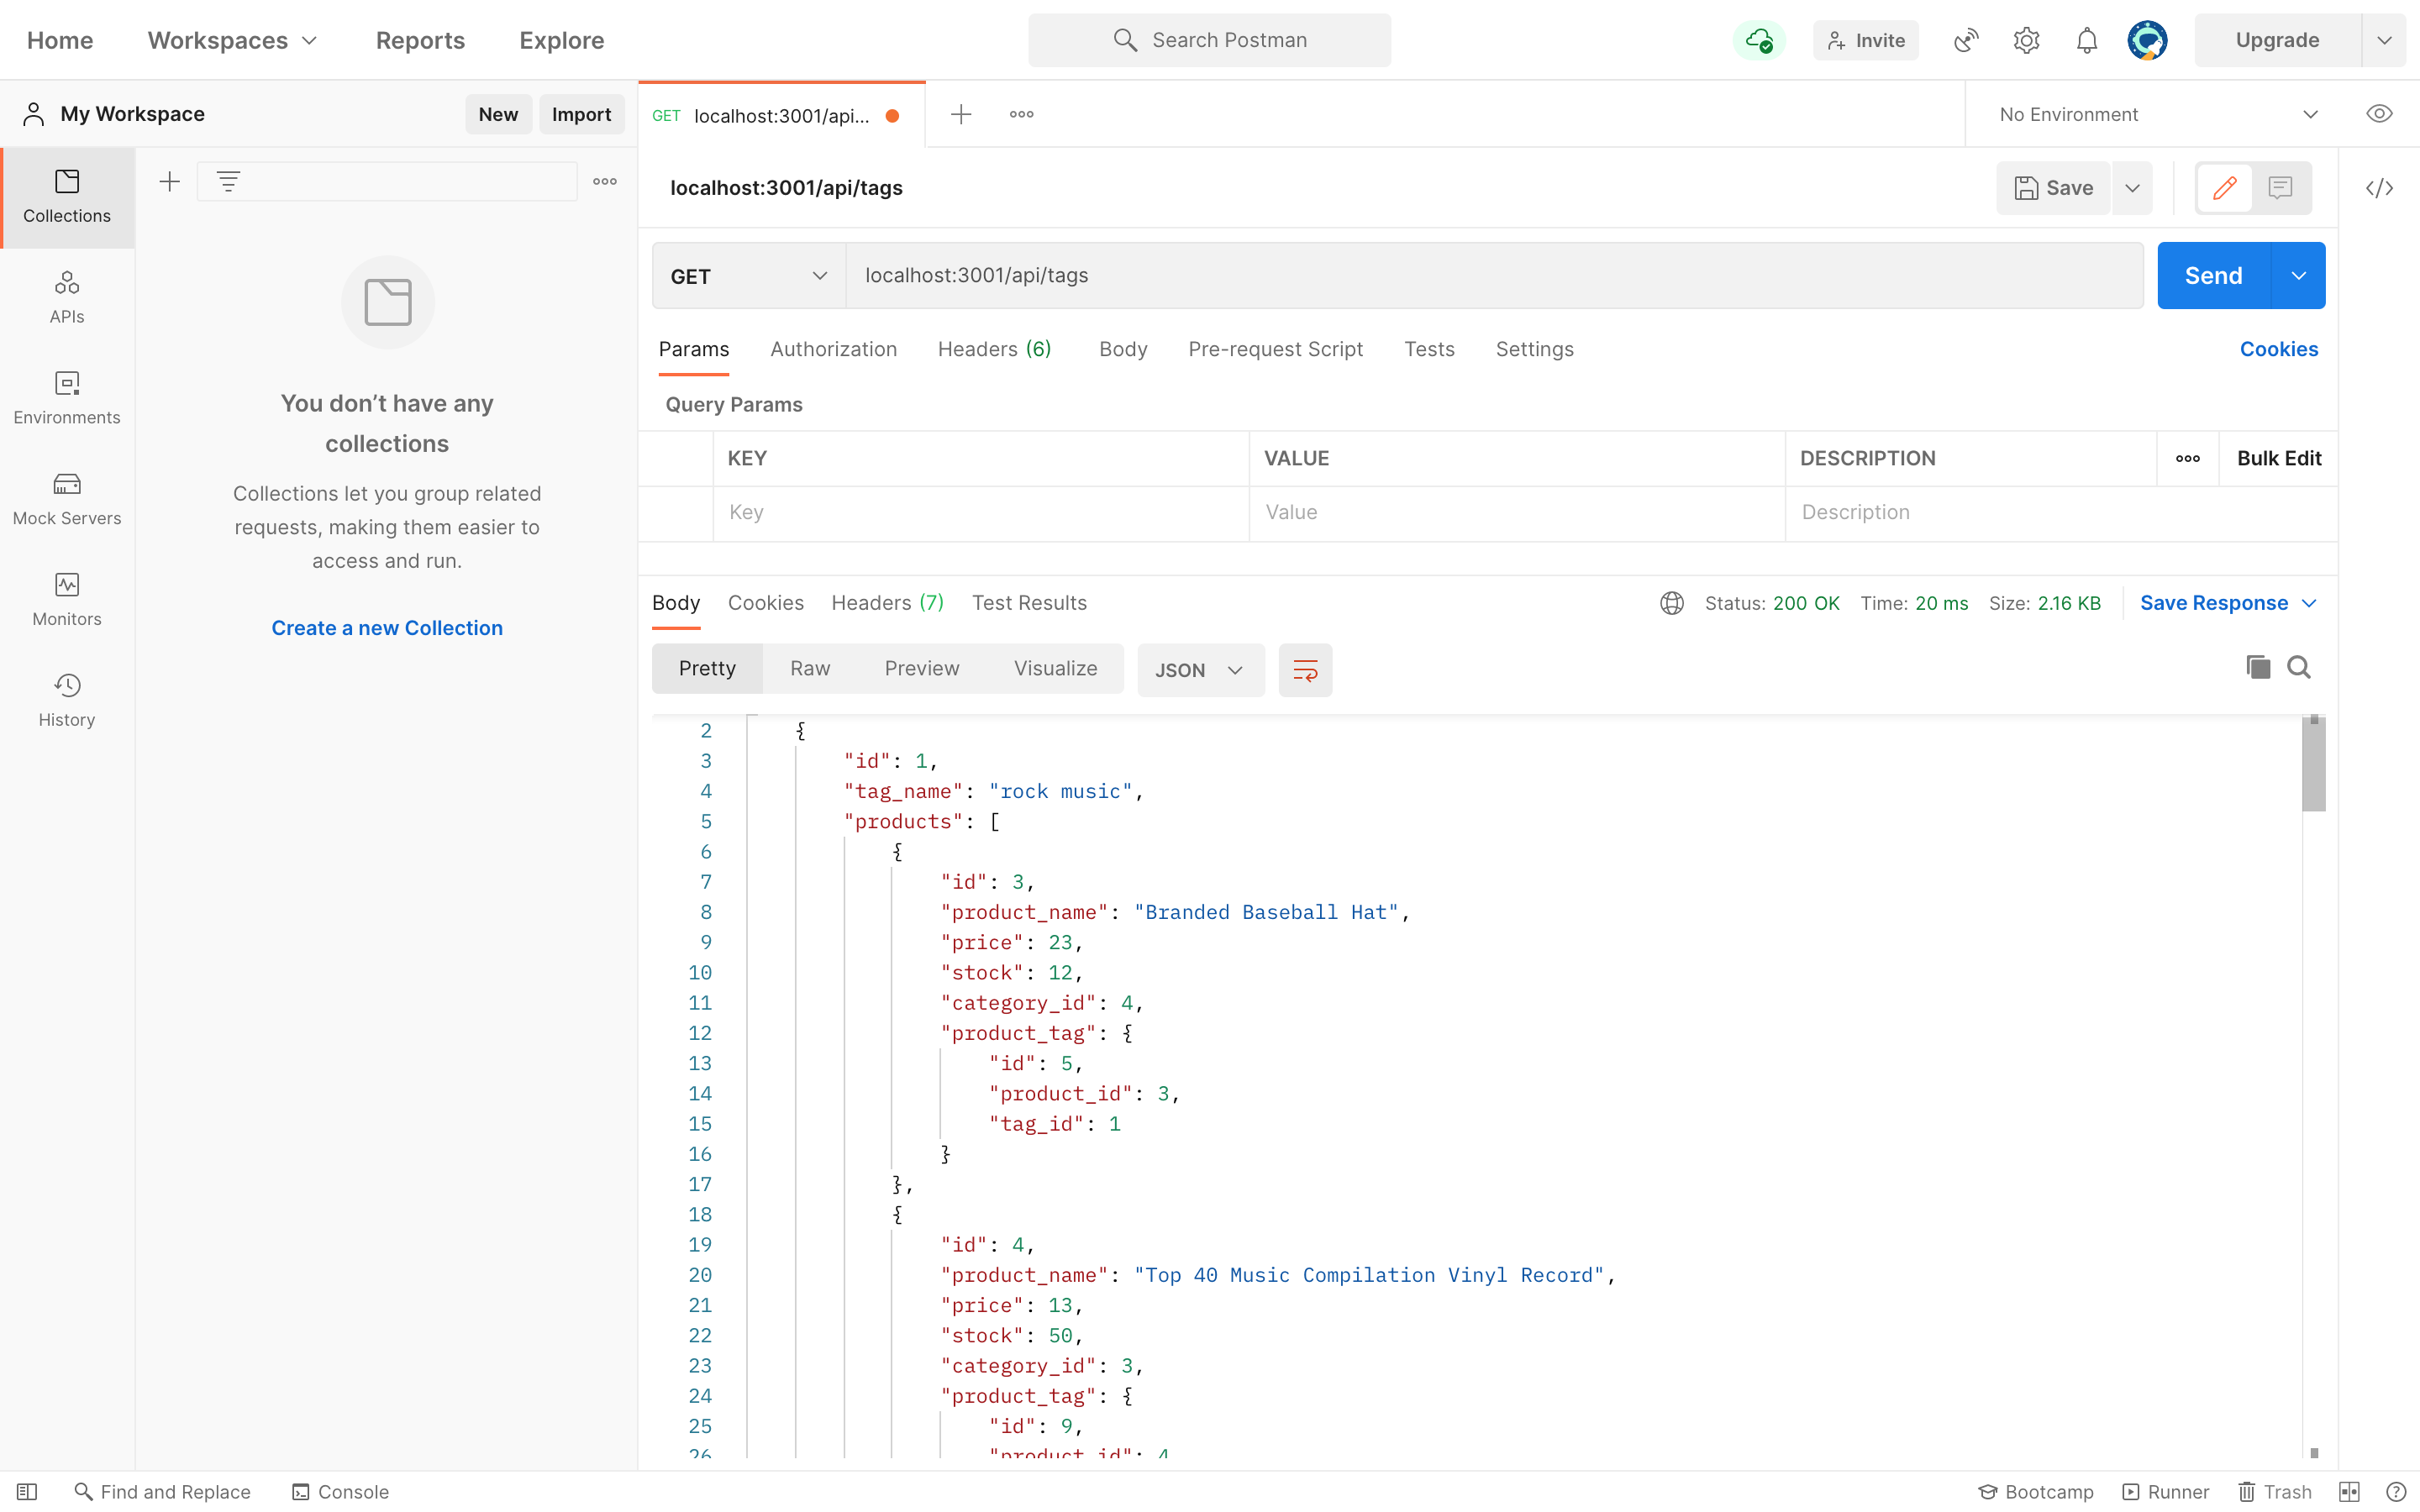 Home Workspaces Reports Explore Search Postman Invite Upgrade
My Workspace New Import GET localhost:3001/api... No Environment
Collections
APIs
Environments
Mock Servers
Monitors
History
You don’t have any
collections
Collections let you group related
requests, making them easier to
access and run.
Create a new Collection
localhost:3001/api/tags Save
GET localhost:3001/api/tags Send
Params Authorization Headers (6) Body Pre-request Script Tests Settings Cookies
Query Params
KEY VALUE DESCRIPTION Bulk Edit
Key Value Description
Body Cookies Headers (7) Test Results Status: 200 OK Time: 20 ms Size: 2.16 KB Save Response
Pretty Raw Preview Visualize JSON
2 {
3 "id": 1,
4 "tag_name": "rock music",
5 "products": [
6 {
7 "id": 3,
8 "product_name": "Branded Baseball Hat",
9 "price": 23,
10 "stock": 12,
11 "category_id": 4,
12 "product_tag": {
13 "id": 5,
14 "product_id": 3,
15 "tag_id": 1
16 }
17 },
18 {
19 "id": 4,
20 "product_name": "Top 40 Music Compilation Vinyl Record",
21 "price": 13,
22 "stock": 50,
23 "category_id": 3,
24 "product_tag": {
25 "id": 9,
26 "product_id": 4
Find and Replace Console Bootcamp Runner Trash